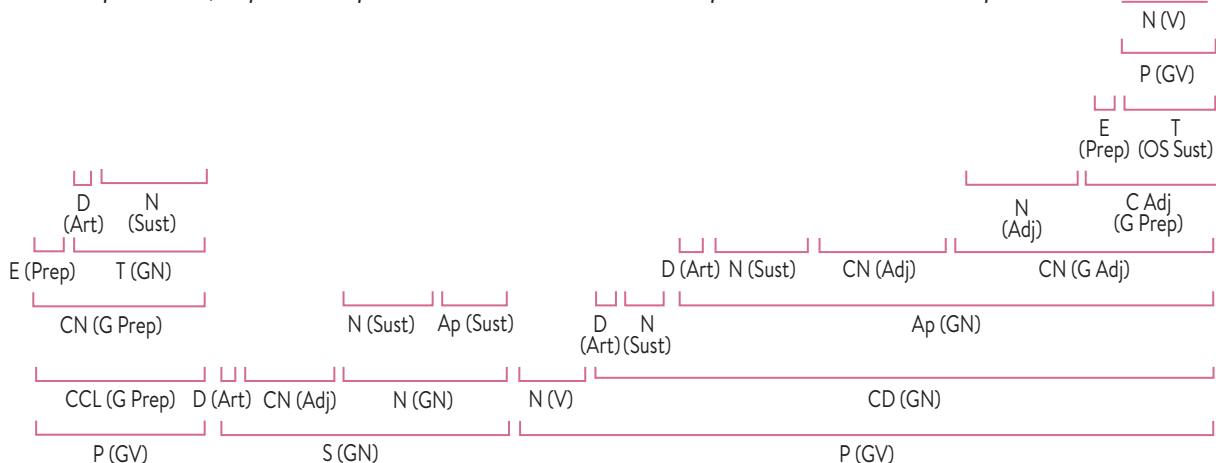 N (V)
P (GV)
E T
(Prep) (OS Sust)
D N N C Adj
(Art) (Sust) (Adj) (G Prep)
E (Prep) T (GN) D (Art) N (Sust) CN (Adj) CN (G Adj)
CN (G Prep) N (Sust) Ap (Sust) D N Ap (GN)
(Art) (Sust)
CCL (G Prep) D (Art) CN (Adj) N (GN) N (V) CD (GN)
P (GV) S (GN) P (GV)